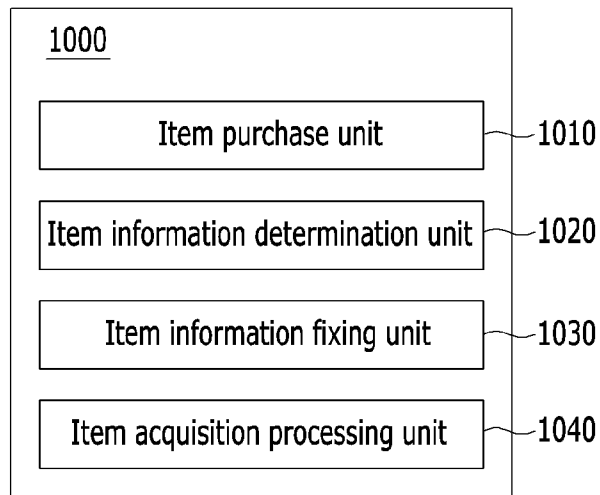 1000
Item purchase unit 1010
Item information determination unit 1020
Item information fixing unit 1030
Item acquisition processing unit 1040